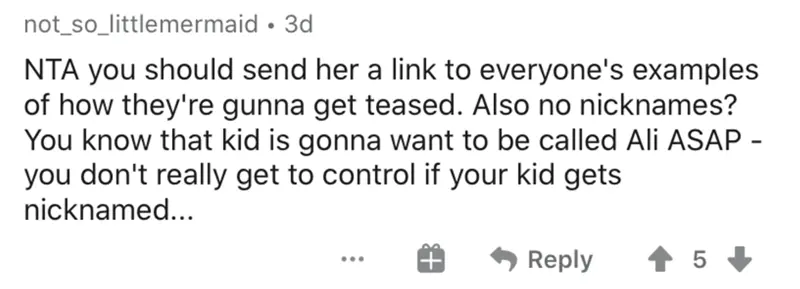 not_so_littlemermaid • 3d
NTA you should send her a link to everyone's examples
of how they're gunna get teased. Also no nicknames?
You know that kid is gonna want to be called Ali ASAP -
you don't really get to control if your kid gets
nicknamed...
... Reply 5